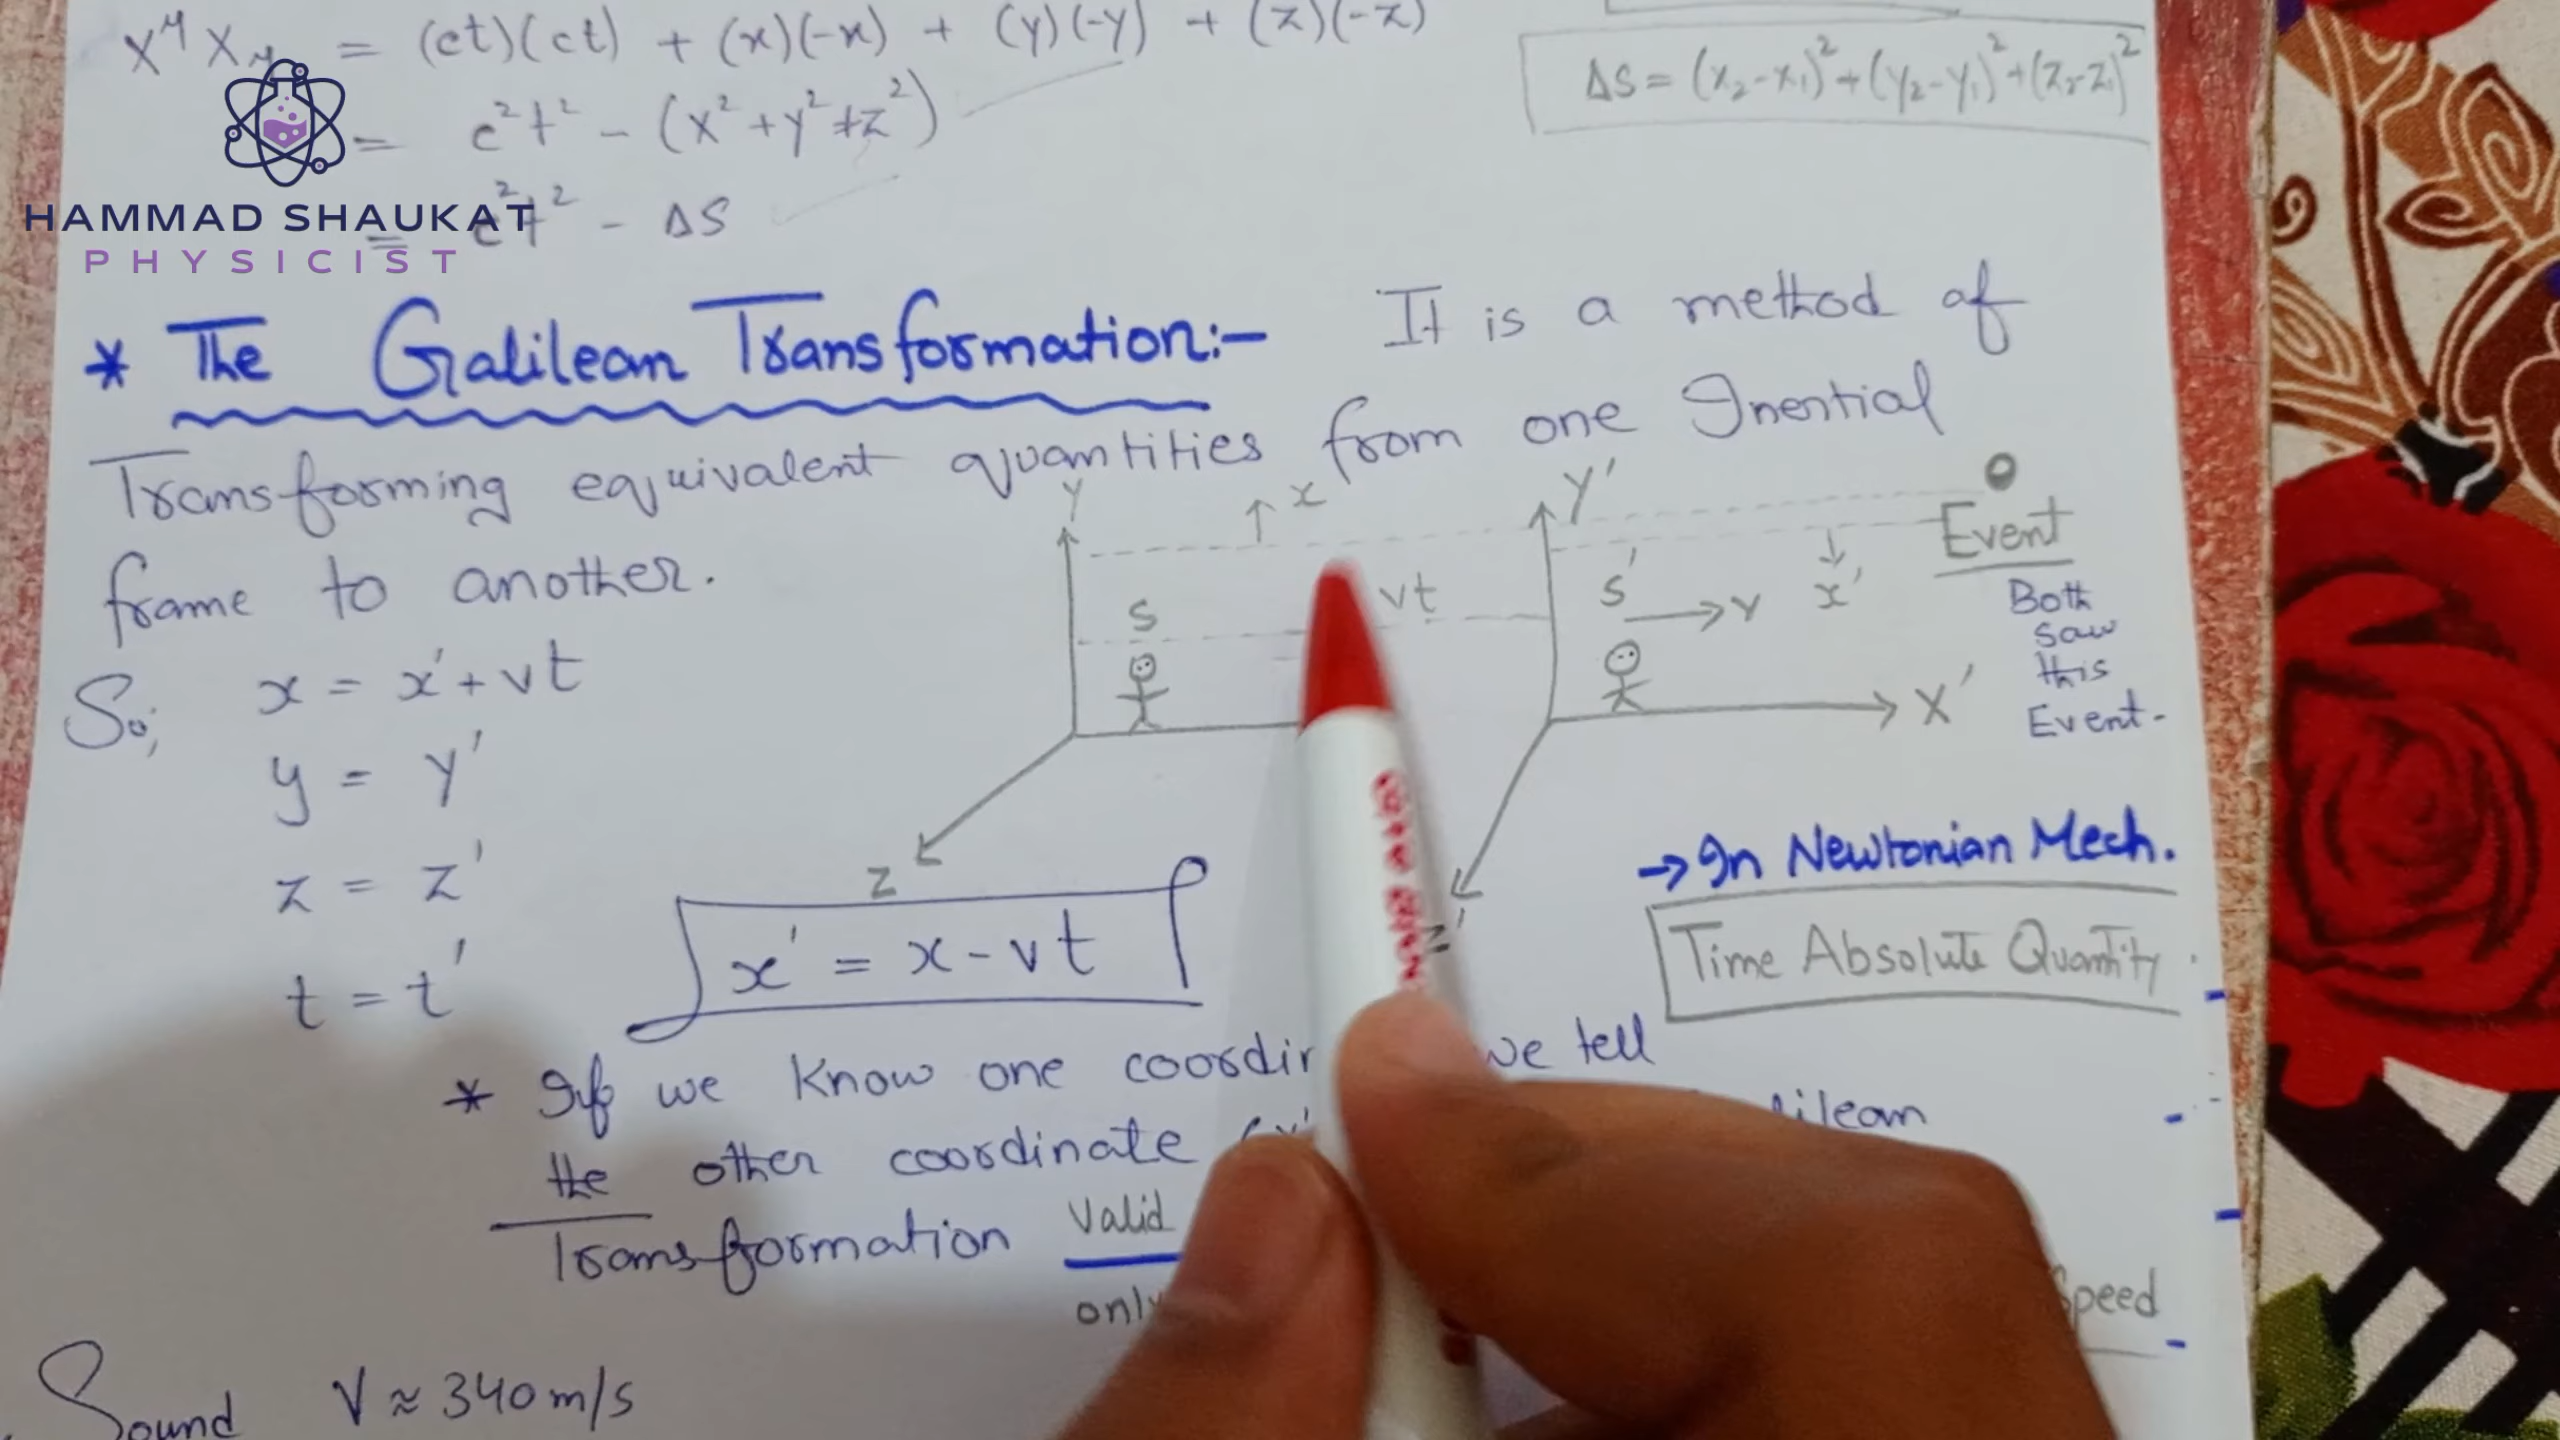 X^μ X_μ = (ct)(ct) + (x)(-x) + (y)(-y) + (z)(-z)
= c²t² - (x² + y² + z²)
= c²t² - ΔS
ΔS = (x₂-x₁)² + (y₂-y₁)² + (z₂-z₁)²
HAMMAD SHAUKAT
PHYSICIST
* The Galilean Transformation:- It is a method of
Transforming equivalent quantities from one Inertial
frame to another.
Y
x
Y'
Event
S
vt
S'
v
x'
Both
saw
this
Event.
X'
Z
Z'
So, x = x' + vt
y = y'
z = z'
t = t'
x' = x - vt
→ In Newtonian Mech.
Time Absolute Quantity.
* If we know one we tell
the other coordinate
Transformation Valid
only
Speed
Sound V ≈ 340 m/s